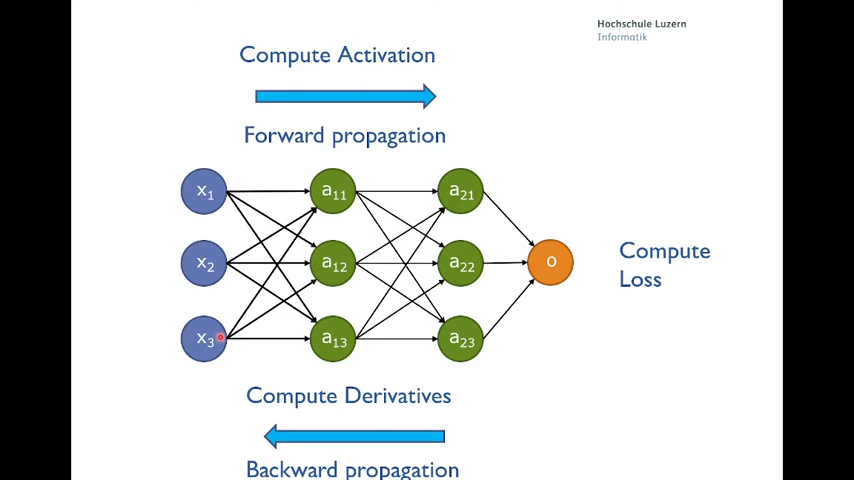 Hochschule Luzern
Informatik
Compute Activation
Forward propagation
x1 a11 a21
x2 a12 a22 o
x3 a13 a23
Compute
Loss
Compute Derivatives
Backward propagation